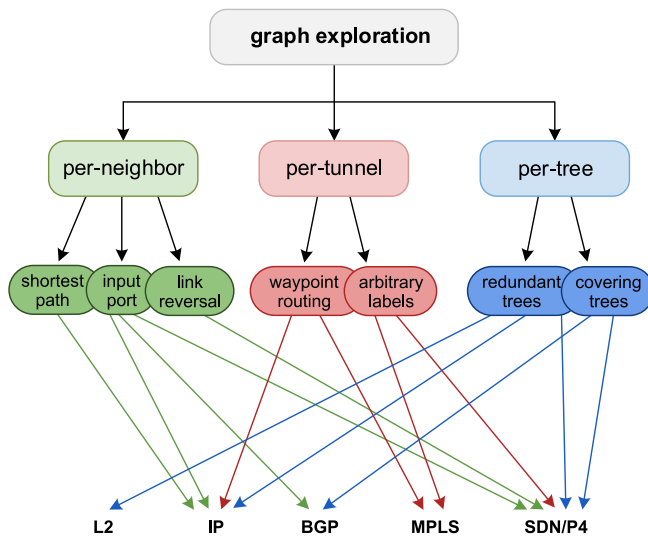 graph exploration
per-neighbor
per-tunnel
per-tree
shortest
path
input
port
link
reversal
waypoint
routing
arbitrary
labels
redundant
trees
covering
trees
L2
IP
BGP
MPLS
SDN/P4